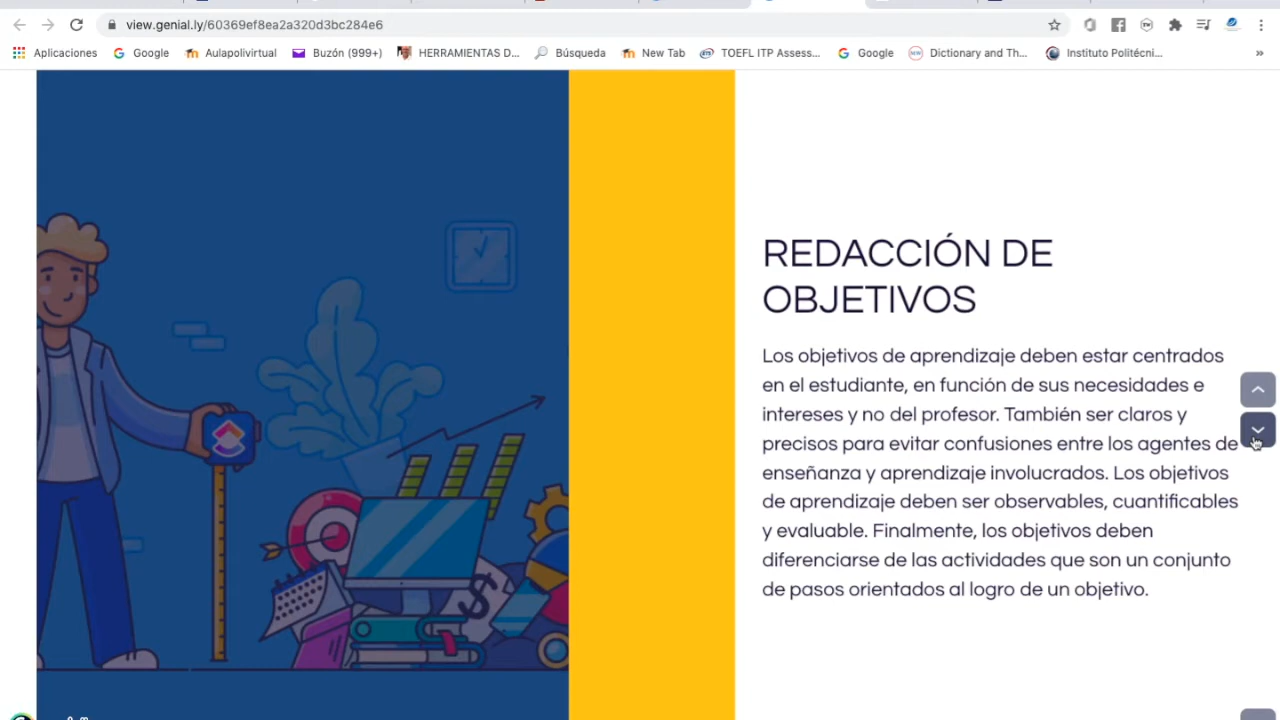 view.genial.ly/60369ef8ea2a320d3bc284e6
Aplicaciones
Google
Aulapolivirtual
Buzón (999+)
HERRAMIENTAS D...
Búsqueda
New Tab
TOEFL ITP Assess...
Google
Dictionary and Th...
Instituto Politécni...
»
REDACCIÓN DE
OBJETIVOS
Los objetivos de aprendizaje deben estar centrados
en el estudiante, en función de sus necesidades e
intereses y no del profesor. También ser claros y
precisos para evitar confusiones entre los agentes de
enseñanza y aprendizaje involucrados. Los objetivos
de aprendizaje deben ser observables, cuantificables
y evaluable. Finalmente, los objetivos deben
diferenciarse de las actividades que son un conjunto
de pasos orientados al logro de un objetivo.